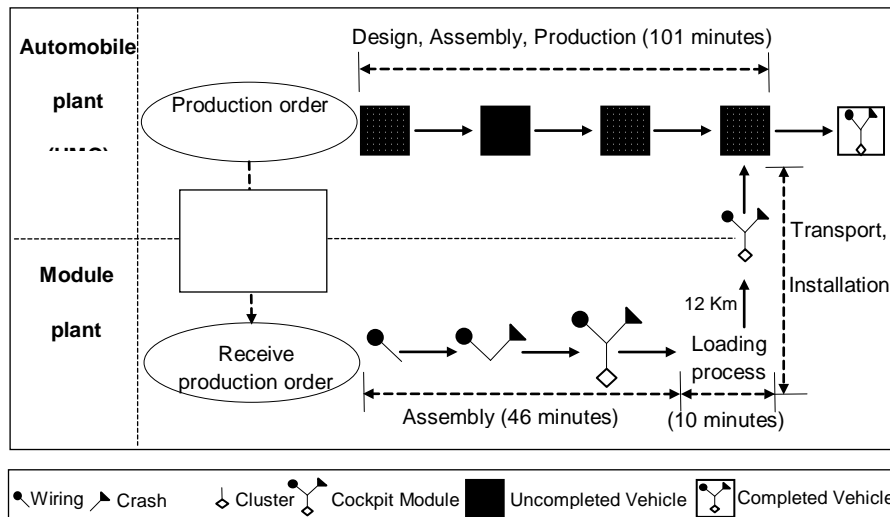 Automobile
plant
Design, Assembly, Production (101 minutes)
Production order
Module
plant
Transport,
Installation
12 Km
Receive
production order
Loading
process
Assembly (46 minutes)
(10 minutes)
Wiring
Crash
Cluster
Cockpit Module
Uncompleted Vehicle
Completed Vehicle